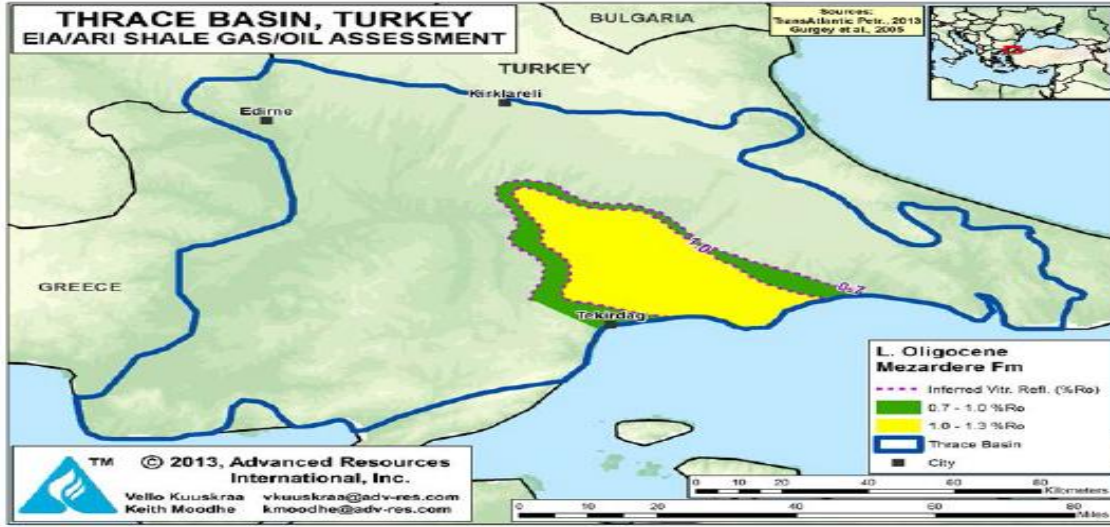 THRACE BASIN, TURKEY
EIA/ARI SHALE GAS/OIL ASSESSMENT
BULGARIA
Sources:
TransAtlantic Petr., 2013
Gurgey et al., 2005
TURKEY
Kirklareli
Edirne
1.0
0.7
GREECE
Tekirdag
L. Oligocene
Mezardere Fm
Inferred Vitr. Refl. (%Ro)
0.7 - 1.0 %Ro
1.0 - 1.3 %Ro
Thrace Basin
City
TM
© 2013, Advanced Resources
International, Inc.
Vello Kuuskraa vkuuskraa@adv-res.com
Keith Moodhe kmoodhe@adv-res.com
0 10 20 40 60 80
Kilometers
0 20 40 60 80
Miles